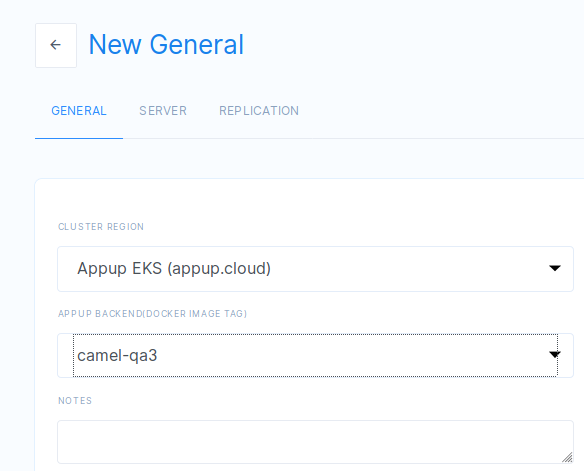 New General
GENERAL SERVER REPLICATION
CLUSTER REGION
Appup EKS (appup.cloud)
APPUP BACKEND(DOCKER IMAGE TAG)
camel-qa3
NOTES